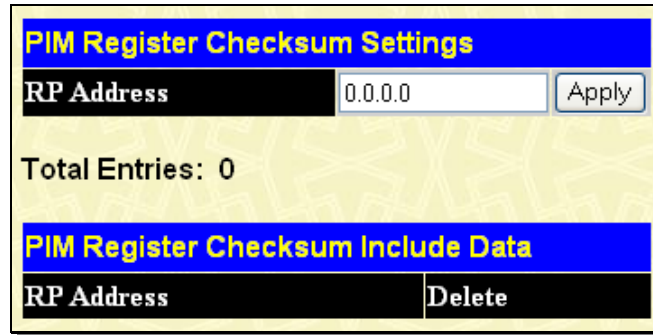 PIM Register Checksum Settings
RP Address 0.0.0.0 Apply
Total Entries: 0
PIM Register Checksum Include Data
RP Address Delete